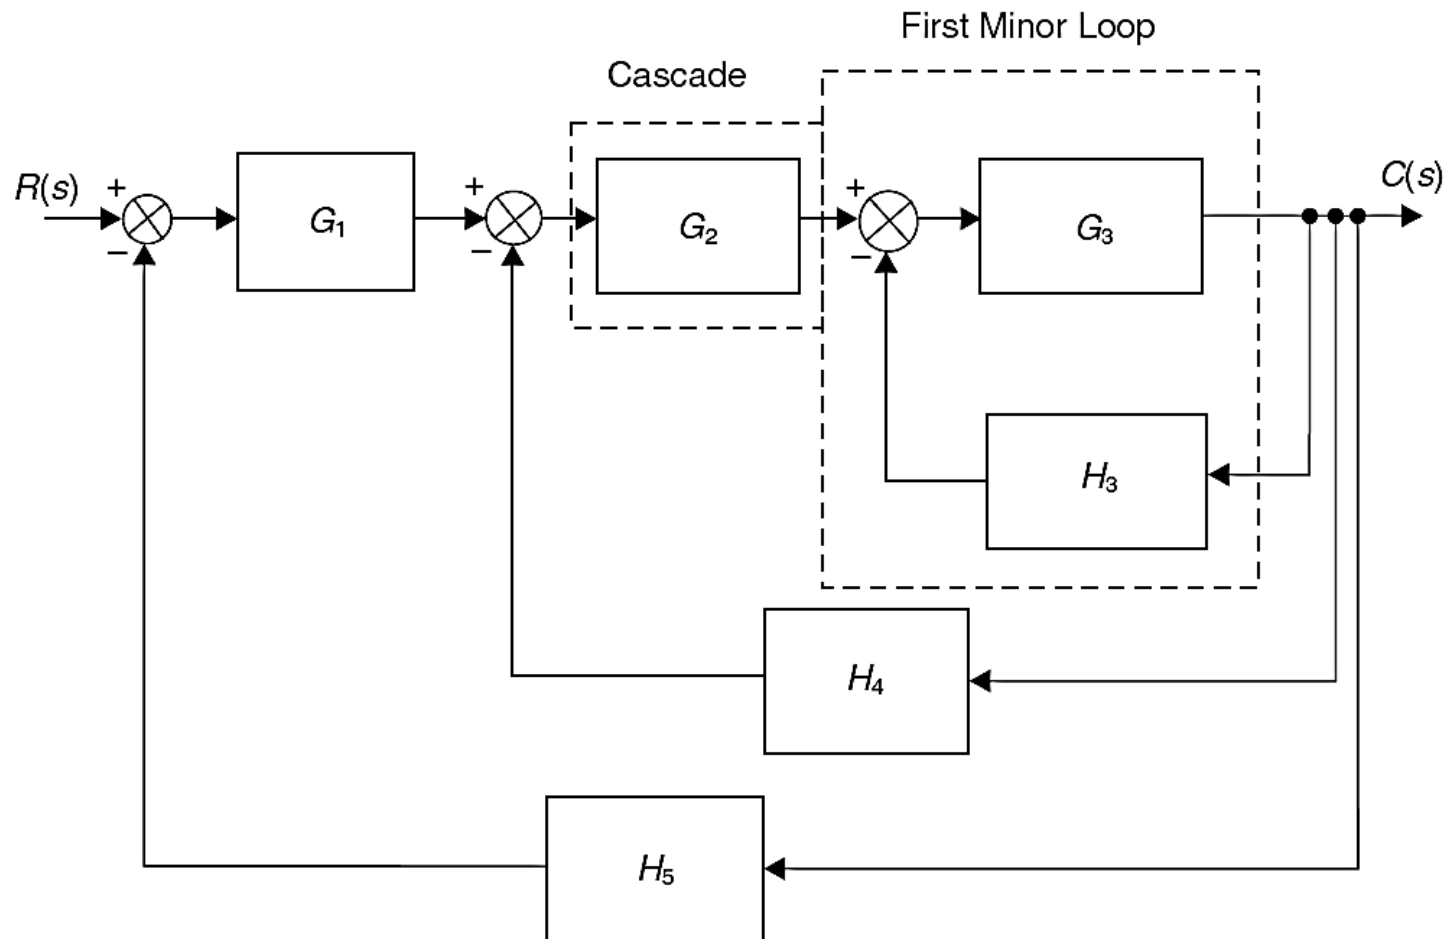 First Minor Loop
Cascade
R(s)
+
−
G₁
+
−
G₂
+
−
G₃
C(s)
H₃
H₄
H₅